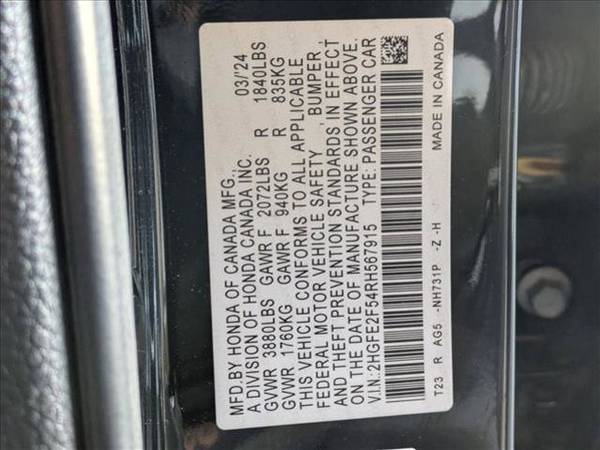 MFD.BY HONDA OF CANADA MFG., 03/'24
A DIVISION OF HONDA CANADA INC.
GVWR 3880LBS GAWR F 2072LBS R 1840LBS
GVWR 1760KG GAWR F 940KG R 835KG
THIS VEHICLE CONFORMS TO ALL APPLICABLE
FEDERAL MOTOR VEHICLE SAFETY, BUMPER,
AND THEFT PREVENTION STANDARDS, IN EFFECT
ON THE DATE OF MANUFACTURE SHOWN ABOVE.
V.I.N.:2HGFE2F54RH567915 TYPE: PASSENGER CAR
T23 R AG5 -NH731P -Z -H MADE IN CANADA